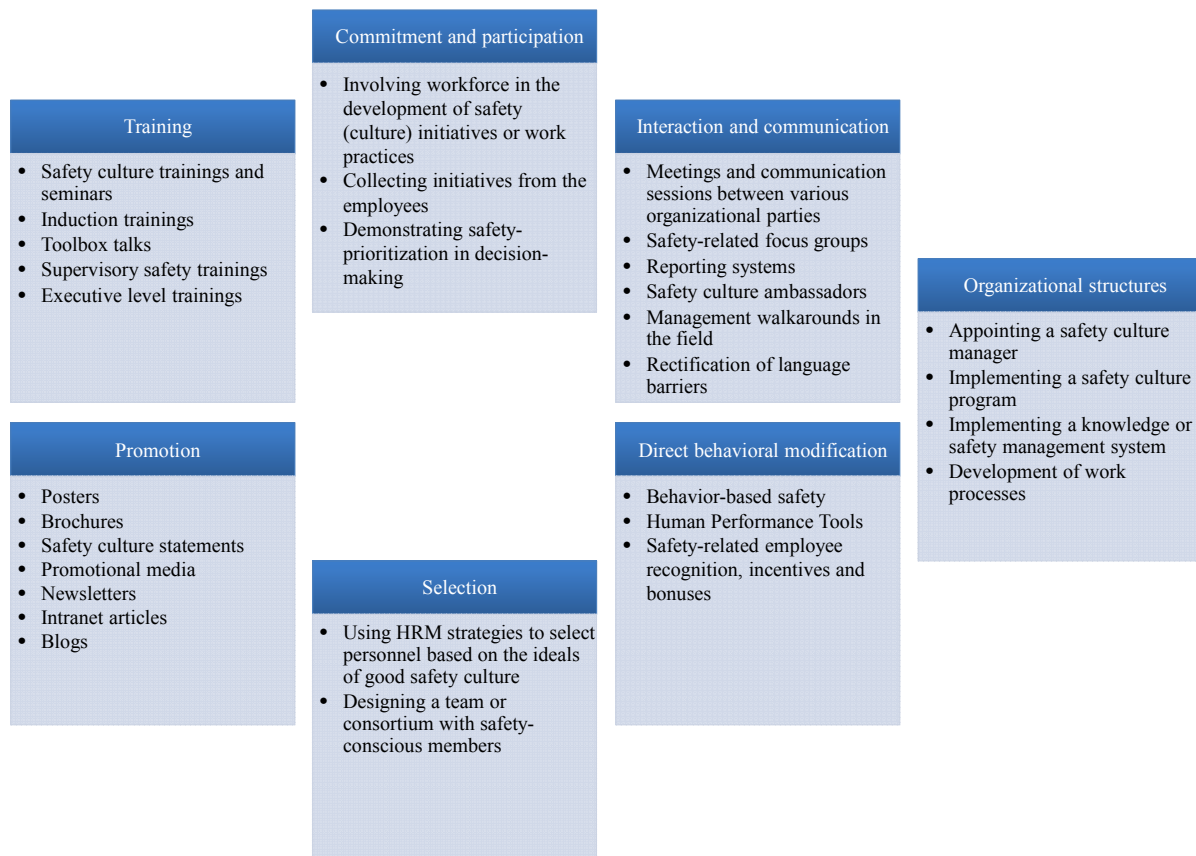 Commitment and participation
• Involving workforce in the
development of safety
(culture) initiatives or work
practices
• Collecting initiatives from the
employees
• Demonstrating safety-
prioritization in decision-
making
Training
• Safety culture trainings and
seminars
• Induction trainings
• Toolbox talks
• Supervisory safety trainings
• Executive level trainings
Interaction and communication
• Meetings and communication
sessions between various
organizational parties
• Safety-related focus groups
• Reporting systems
• Safety culture ambassadors
• Management walkarounds in
the field
• Rectification of language
barriers
Organizational structures
• Appointing a safety culture
manager
• Implementing a safety culture
program
• Implementing a knowledge or
safety management system
• Development of work
processes
Promotion
• Posters
• Brochures
• Safety culture statements
• Promotional media
• Newsletters
• Intranet articles
• Blogs
Selection
• Using HRM strategies to select
personnel based on the ideals
of good safety culture
• Designing a team or
consortium with safety-
conscious members
Direct behavioral modification
• Behavior-based safety
• Human Performance Tools
• Safety-related employee
recognition, incentives and
bonuses